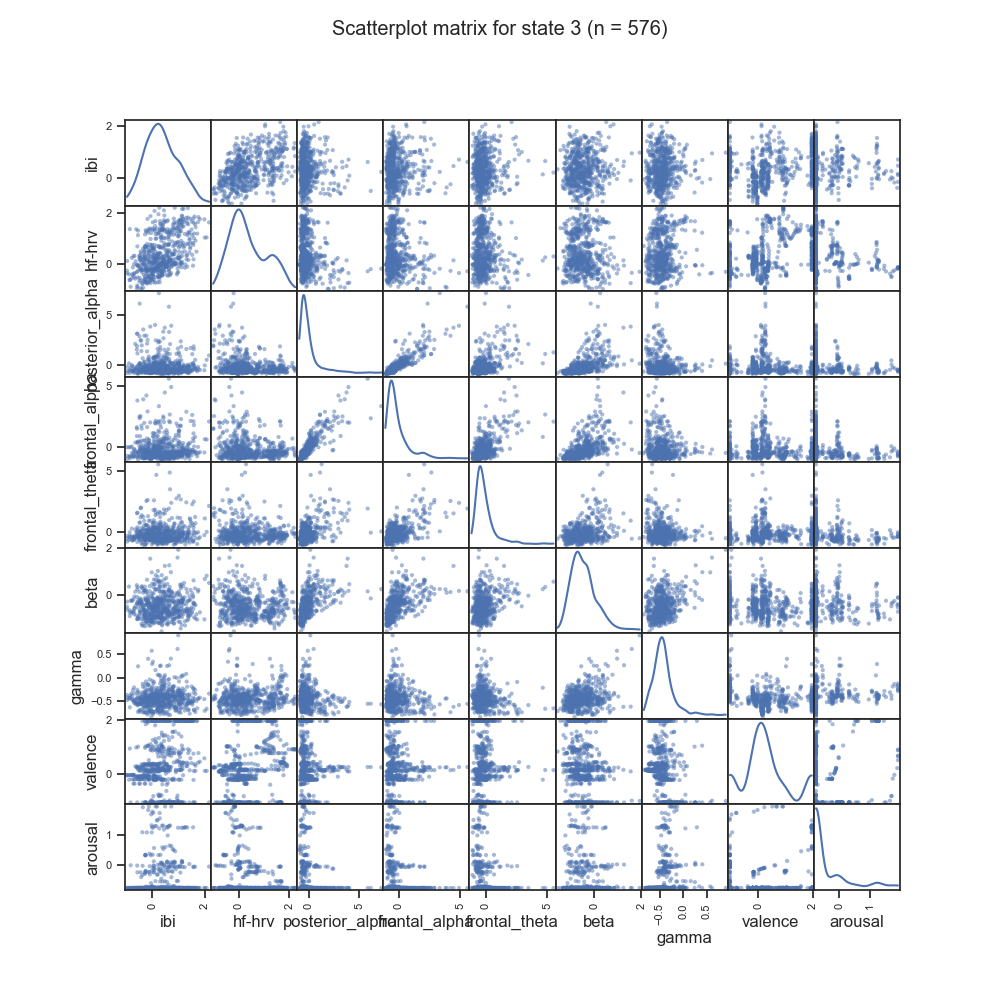 Scatterplot matrix for state 3 (n = 576)
2
0
ibi
2
0
hf-hrv
5
0
posterior_alpha
5
0
frontal_alpha
5
0
frontal_theta
2
0
beta
0.5
0.0
−0.5
gamma
2
0
valence
1
0
arousal
0 2 0 2 0 5 0 5 0 5 0 2 −0.5 0.0 0.5 0 2 0 1
ibi hf-hrv posterior_alpha frontal_alpha frontal_theta beta gamma valence arousal